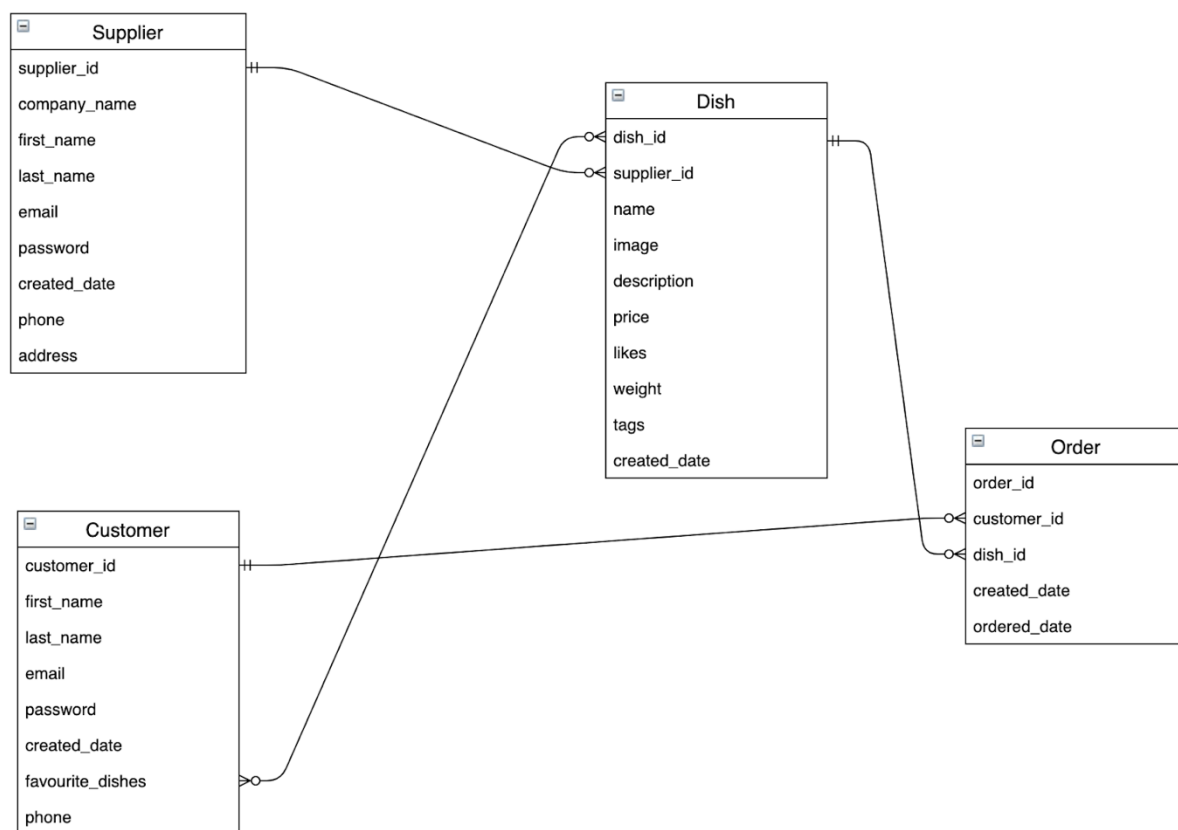 Supplier
supplier_id
company_name
first_name
last_name
email
password
created_date
phone
address
Dish
dish_id
supplier_id
name
image
description
price
likes
weight
tags
created_date
Order
order_id
customer_id
dish_id
created_date
ordered_date
Customer
customer_id
first_name
last_name
email
password
created_date
favourite_dishes
phone